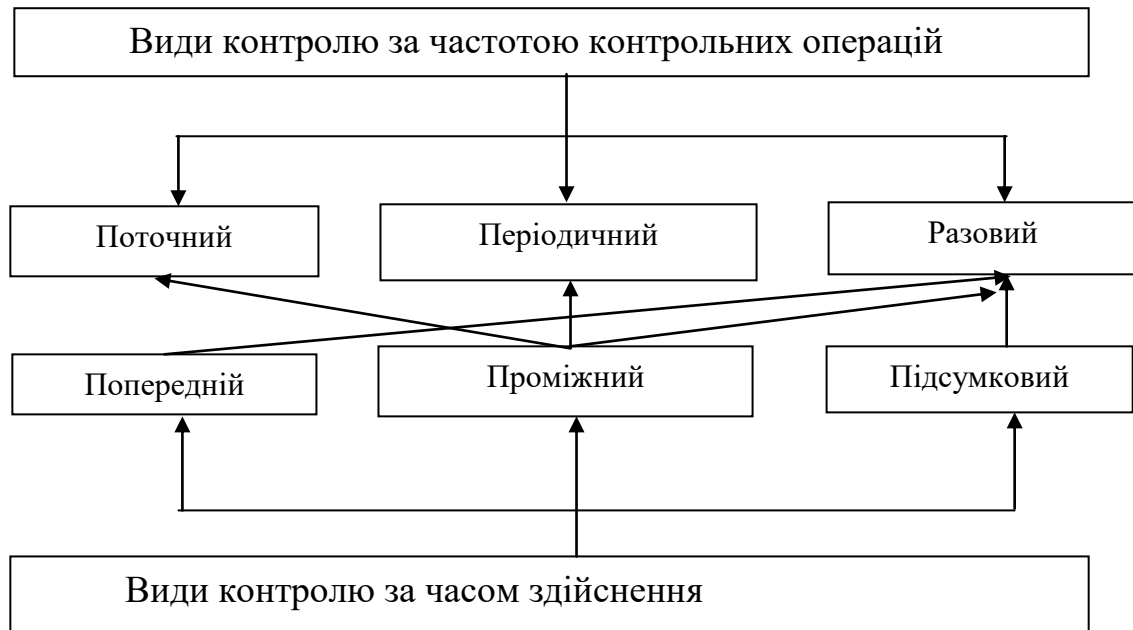 Види контролю за частотою контрольних операцій
Поточний
Періодичний
Разовий
Попередній
Проміжний
Підсумковий
Види контролю за часом здійснення